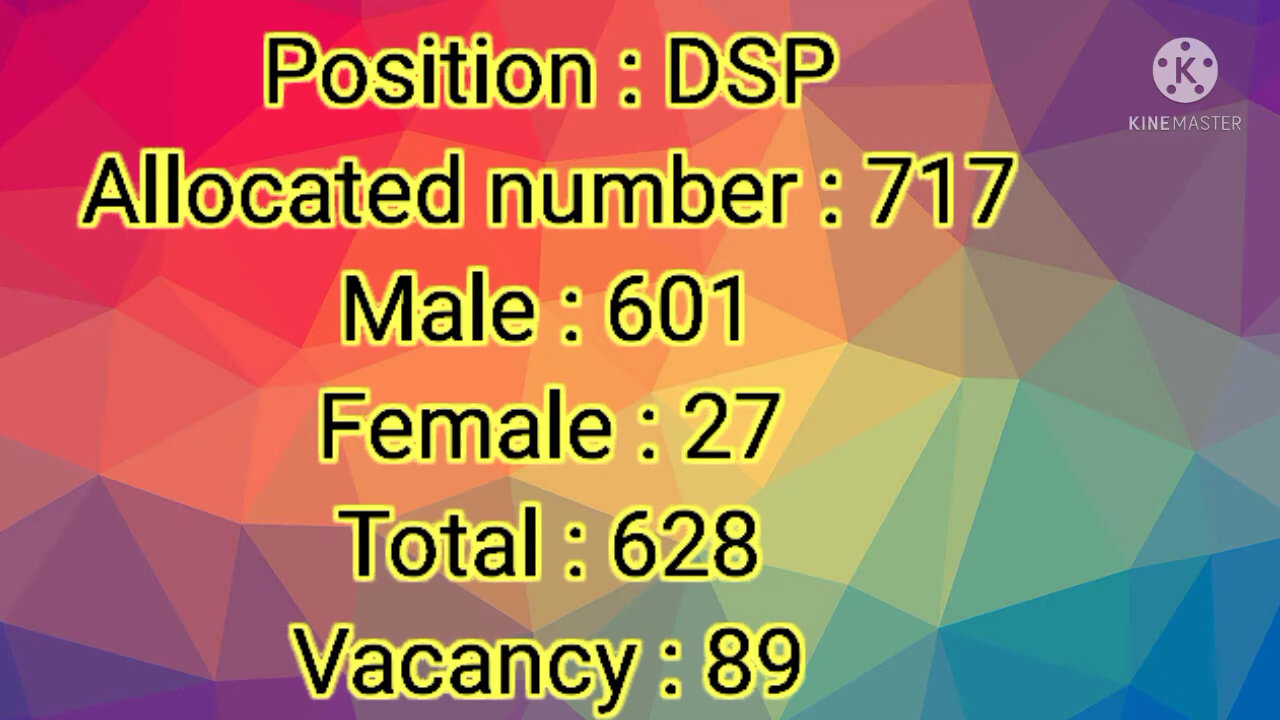 Position : DSP
KINEMASTER
Allocated number : 717
Male : 601
Female : 27
Total : 628
Vacancy : 89